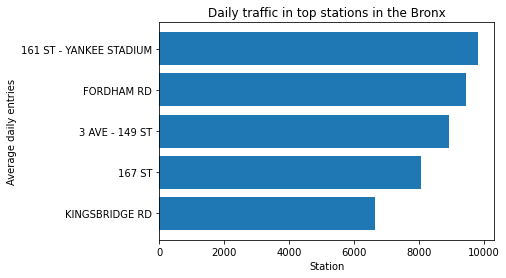 Daily traffic in top stations in the Bronx
Average daily entries
161 ST - YANKEE STADIUM
FORDHAM RD
3 AVE - 149 ST
167 ST
KINGSBRIDGE RD
0 2000 4000 6000 8000 10000
Station